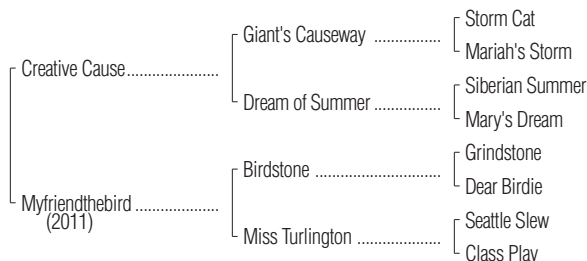 Storm Cat
Giant's Causeway
Mariah's Storm
Creative Cause
Siberian Summer
Dream of Summer
Mary's Dream
Grindstone
Birdstone
Dear Birdie
Myfriendthebird
(2011)
Seattle Slew
Miss Turlington
Class Play